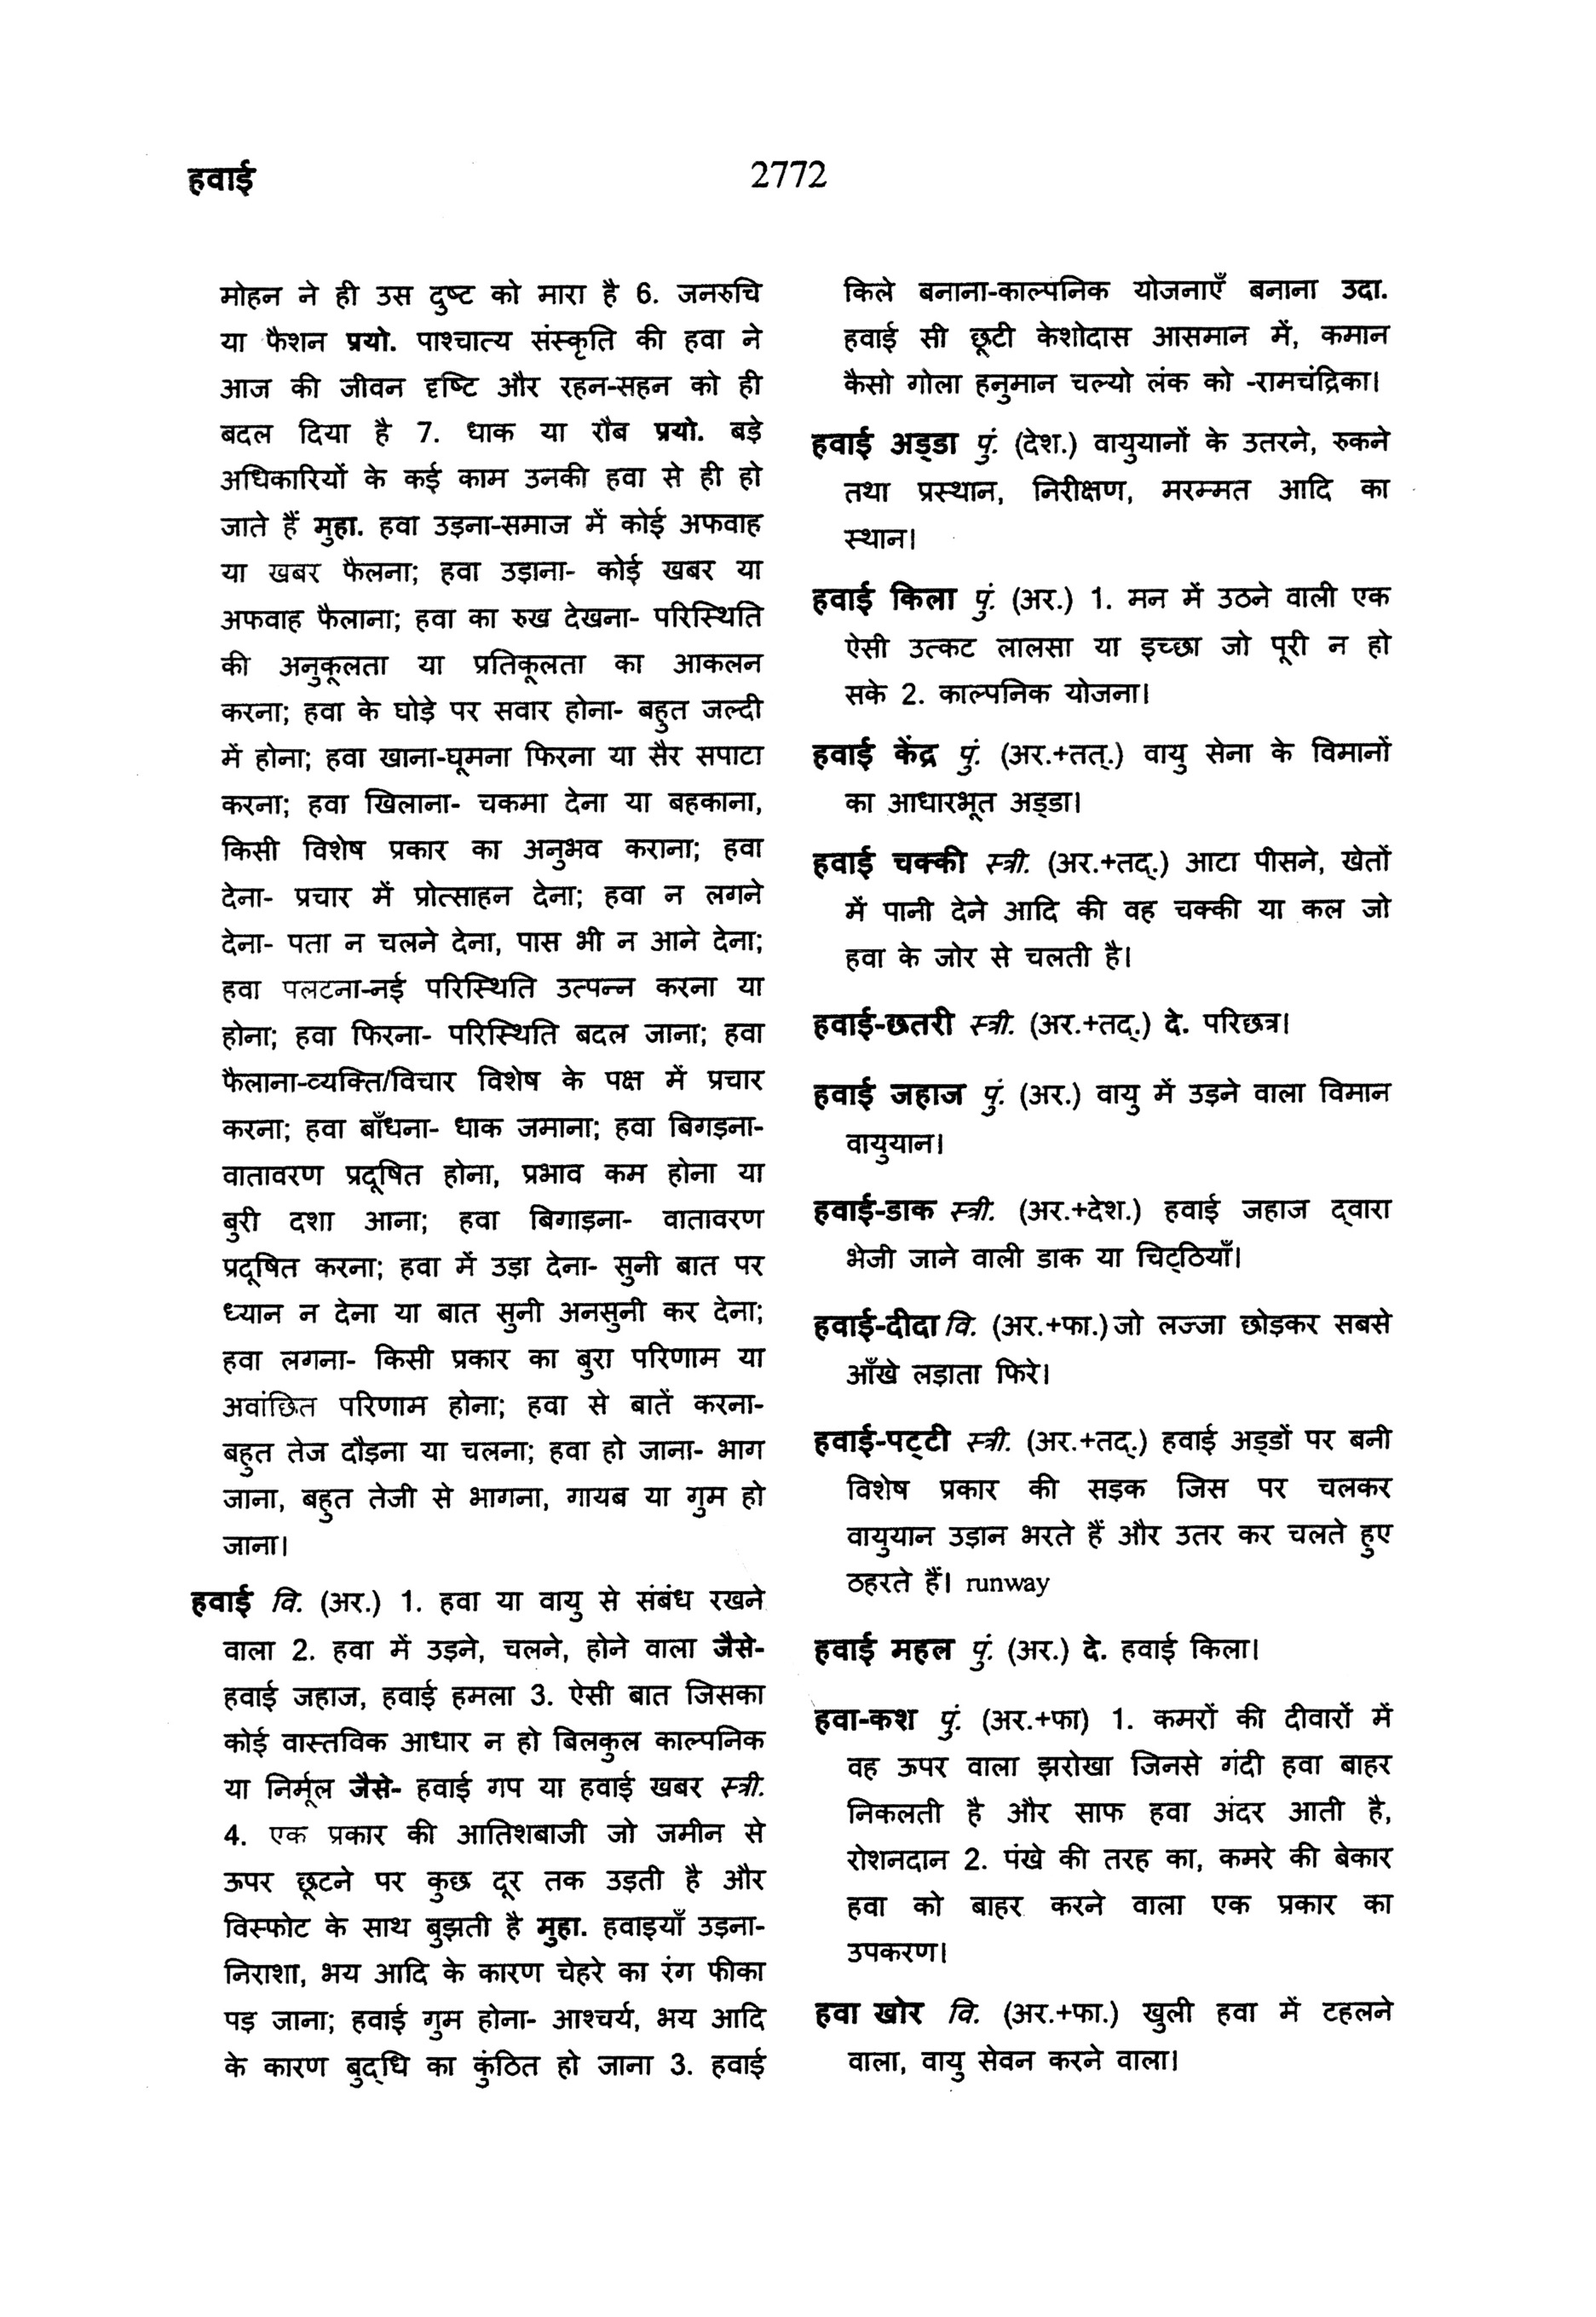 हवाई
2772
मोहन ने ही उस दुष्ट को मारा है 6. जनरुचि
या फैशन प्रयो. पाश्चात्य संस्कृति की हवा ने
आज की जीवन दृष्टि और रहन-सहन को ही
बदल दिया है 7. धाक या रौब प्रयो. बड़े
अधिकारियों के कई काम उनकी हवा से ही हो
जाते हैं मुहा. हवा उड़ना-समाज में कोई अफवाह
या खबर फैलना; हवा उड़ाना- कोई खबर या
अफवाह फैलाना; हवा का रुख देखना- परिस्थिति
की अनुकूलता या प्रतिकूलता का आकलन
करना; हवा के घोड़े पर सवार होना- बहुत जल्दी
में होना; हवा खाना-घूमना फिरना या सैर सपाटा
करना; हवा खिलाना- चकमा देना या बहकाना,
किसी विशेष प्रकार का अनुभव कराना; हवा
देना- प्रचार में प्रोत्साहन देना; हवा न लगने
देना- पता न चलने देना, पास भी न आने देना;
हवा पलटना-नई परिस्थिति उत्पन्न करना या
होना; हवा फिरना- परिस्थिति बदल जाना; हवा
फैलाना-व्यक्ति/विचार विशेष के पक्ष में प्रचार
करना; हवा बाँधना- धाक जमाना; हवा बिगड़ना-
वातावरण प्रदूषित होना, प्रभाव कम होना या
बुरी दशा आना; हवा बिगाड़ना- वातावरण
प्रदूषित करना; हवा में उड़ा देना- सुनी बात पर
ध्यान न देना या बात सुनी अनसुनी कर देना;
हवा लगना- किसी प्रकार का बुरा परिणाम या
अवांछित परिणाम होना; हवा से बातें करना-
बहुत तेज दौड़ना या चलना; हवा हो जाना- भाग
जाना, बहुत तेजी से भागना, गायब या गुम हो
जाना।
हवाई वि. (अर.) 1. हवा या वायु से संबंध रखने
वाला 2. हवा में उड़ने, चलने, होने वाला जैसे-
हवाई जहाज, हवाई हमला 3. ऐसी बात जिसका
कोई वास्तविक आधार न हो बिलकुल काल्पनिक
या निर्मूल जैसे- हवाई गप या हवाई खबर स्त्री.
4. एक प्रकार की आतिशबाजी जो जमीन से
ऊपर छूटने पर कुछ दूर तक उड़ती है और
विस्फोट के साथ बुझती है मुहा. हवाइयाँ उड़ना-
निराशा, भय आदि के कारण चेहरे का रंग फीका
पड़ जाना; हवाई गुम होना- आश्चर्य, भय आदि
के कारण बुद्‌धि का कुंठित हो जाना 3. हवाई
किले बनाना-काल्पनिक योजनाएँ बनाना उदा.
हवाई सी छूटी केशोदास आसमान में, कमान
कैसो गोला हनुमान चल्यो लंक को -रामचंद्रिका।
हवाई अड्‌डा पुं. (देश.) वायुयानों के उतरने, रुकने
तथा प्रस्थान, निरीक्षण, मरम्मत आदि का
स्थान।
हवाई किला पुं. (अर.) 1. मन में उठने वाली एक
ऐसी उत्कट लालसा या इच्छा जो पूरी न हो
सके 2. काल्पनिक योजना।
हवाई केंद्र पुं. (अर.+तत्.) वायु सेना के विमानों
का आधारभूत अड्‌डा।
हवाई चक्की स्त्री. (अर.+तद्.) आटा पीसने, खेतों
में पानी देने आदि की वह चक्की या कल जो
हवा के जोर से चलती है।
हवाई-छतरी स्त्री. (अर.+तद्.) दे. परिछत्र।
हवाई जहाज पुं. (अर.) वायु में उड़ने वाला विमान
वायुयान।
हवाई-डाक स्त्री. (अर.+देश.) हवाई जहाज द्‌वारा
भेजी जाने वाली डाक या चिट्‌ठियाँ।
हवाई-दीदा वि. (अर.+फा.) जो लज्जा छोड़कर सबसे
आँखे लड़ाता फिरे।
हवाई-पट्‌टी स्त्री. (अर.+तद्.) हवाई अड्‌डों पर बनी
विशेष प्रकार की सड़क जिस पर चलकर
वायुयान उड़ान भरते हैं और उतर कर चलते हुए
ठहरते हैं। runway
हवाई महल पुं. (अर.) दे. हवाई किला।
हवा-कश पुं. (अर.+फा) 1. कमरों की दीवारों में
वह ऊपर वाला झरोखा जिनसे गंदी हवा बाहर
निकलती है और साफ हवा अंदर आती है,
रोशनदान 2. पंखे की तरह का, कमरे की बेकार
हवा को बाहर करने वाला एक प्रकार का
उपकरण।
हवा खोर वि. (अर.+फा.) खुली हवा में टहलने
वाला, वायु सेवन करने वाला।